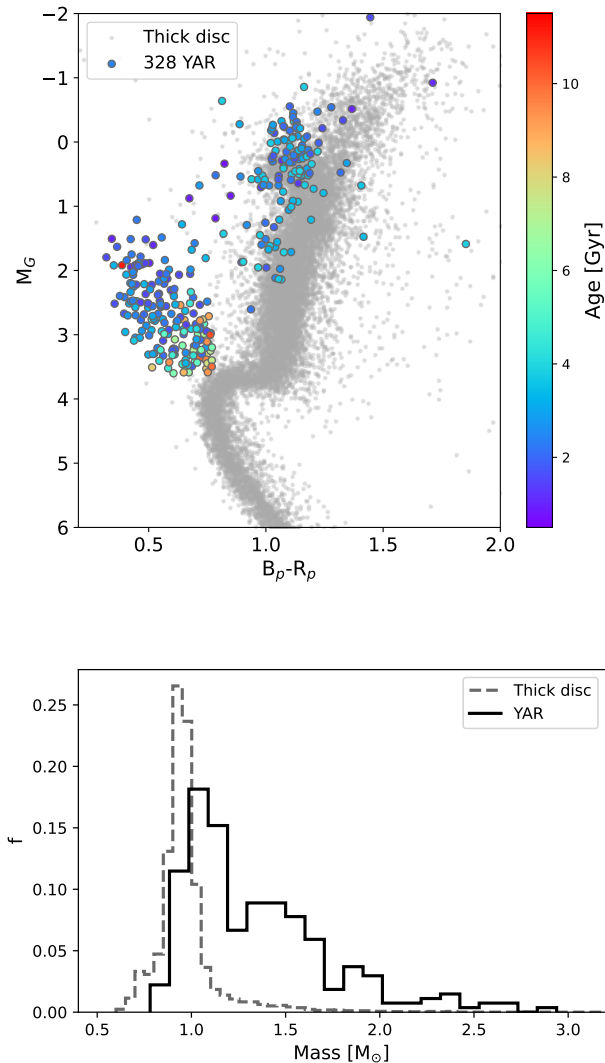 −2
−1
0
1
2
3
4
5
6
M_G
Thick disc
328 YAR
0.5 1.0 1.5 2.0
B_p-R_p
10
8
6
4
2
Age [Gyr]
0.25
0.20
0.15
0.10
0.05
0.00
f
Thick disc
YAR
0.5 1.0 1.5 2.0 2.5 3.0
Mass [M_⊙]